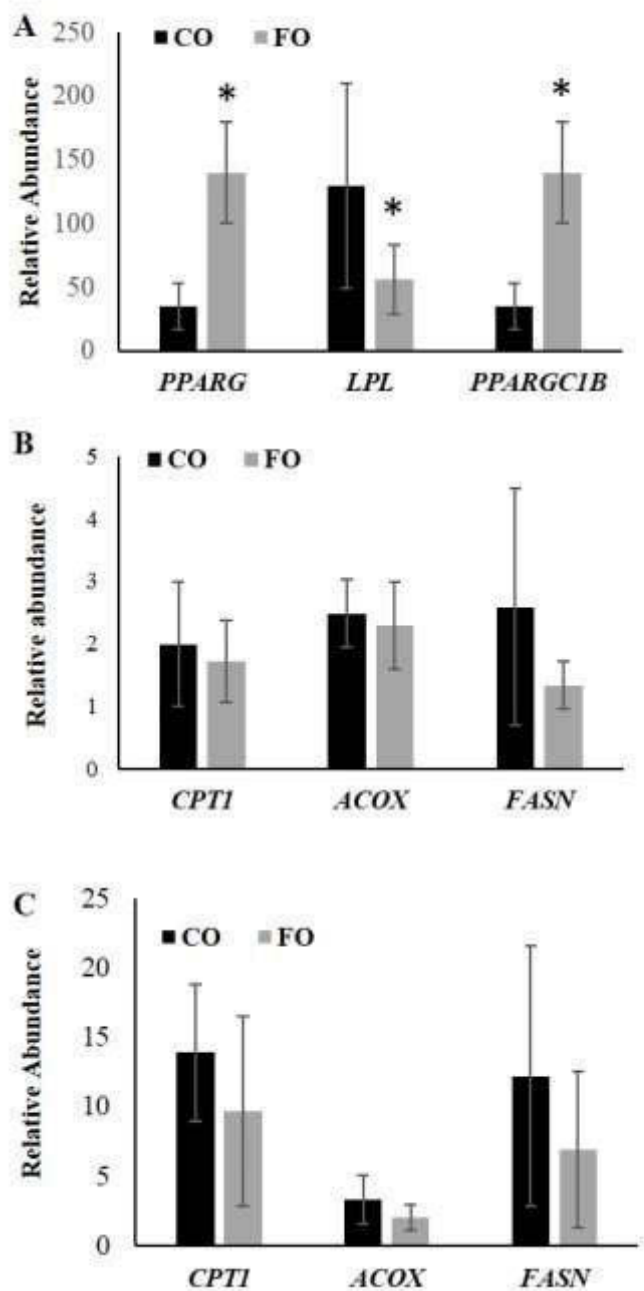 A
250
CO FO
200
150
100
50
0
* * *
Relative Abundance
PPARG LPL PPARGC1B
B
5
CO FO
4
3
2
1
0
Relative abundance
CPT1 ACOX FASN
C
25
CO FO
20
15
10
5
0
Relative Abundance
CPT1 ACOX FASN